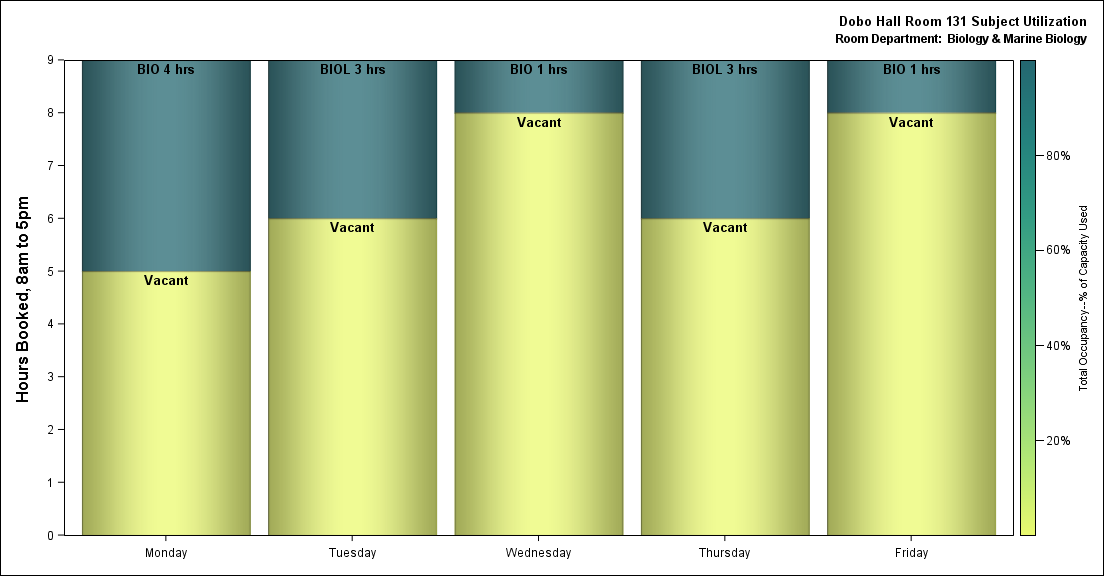 Dobo Hall Room 131 Subject Utilization
Room Department: Biology & Marine Biology
Hours Booked, 8am to 5pm
9
8
7
6
5
4
3
2
1
0
BIO 4 hrs
Vacant
BIOL 3 hrs
Vacant
BIO 1 hrs
Vacant
BIOL 3 hrs
Vacant
BIO 1 hrs
Vacant
Monday
Tuesday
Wednesday
Thursday
Friday
80%
60%
40%
20%
Total Occupancy--% of Capacity Used